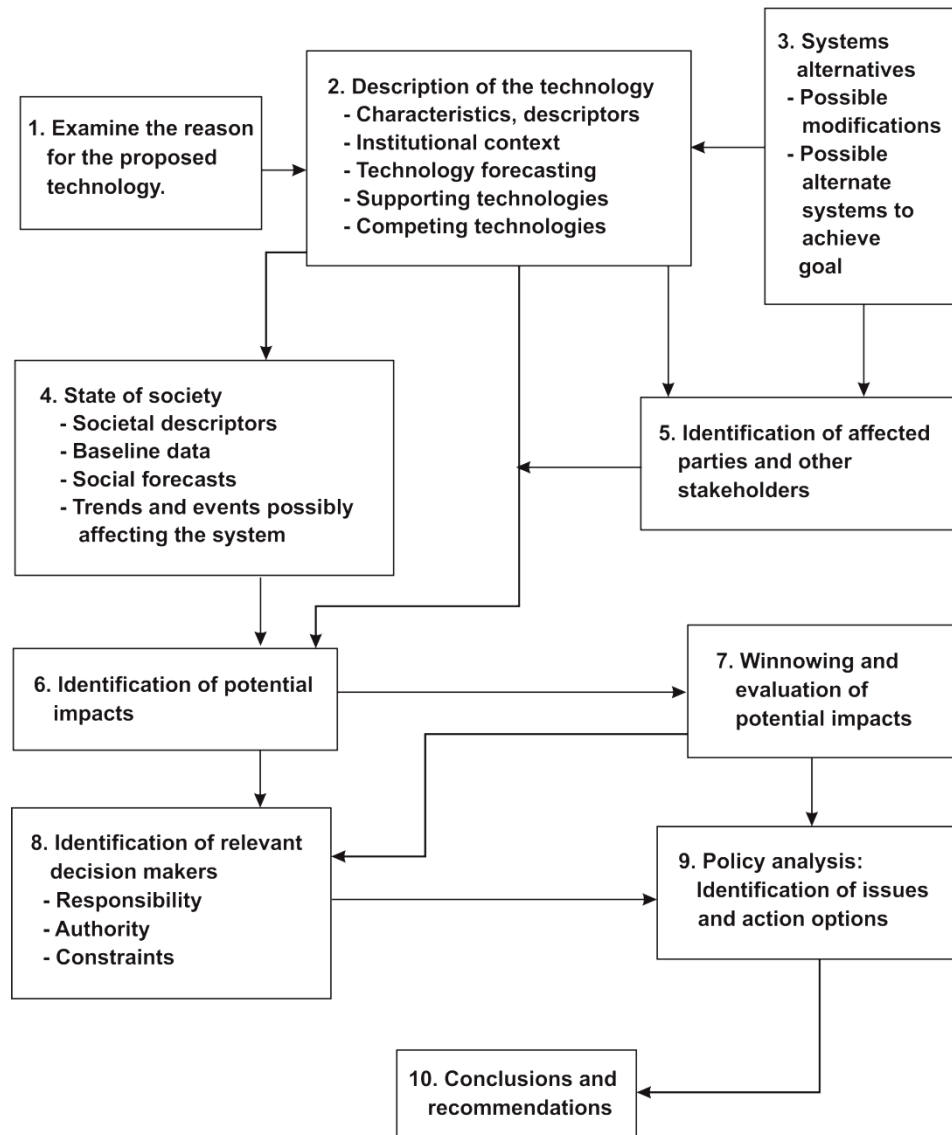 1. Examine the reason
for the proposed
technology.
2. Description of the technology
- Characteristics, descriptors
- Institutional context
- Technology forecasting
- Supporting technologies
- Competing technologies
3. Systems
alternatives
- Possible
modifications
- Possible
alternate
systems to
achieve
goal
4. State of society
- Societal descriptors
- Baseline data
- Social forecasts
- Trends and events possibly
affecting the system
5. Identification of affected
parties and other
stakeholders
6. Identification of potential
impacts
7. Winnowing and
evaluation of
potential impacts
8. Identification of relevant
decision makers
- Responsibility
- Authority
- Constraints
9. Policy analysis:
Identification of issues
and action options
10. Conclusions and
recommendations